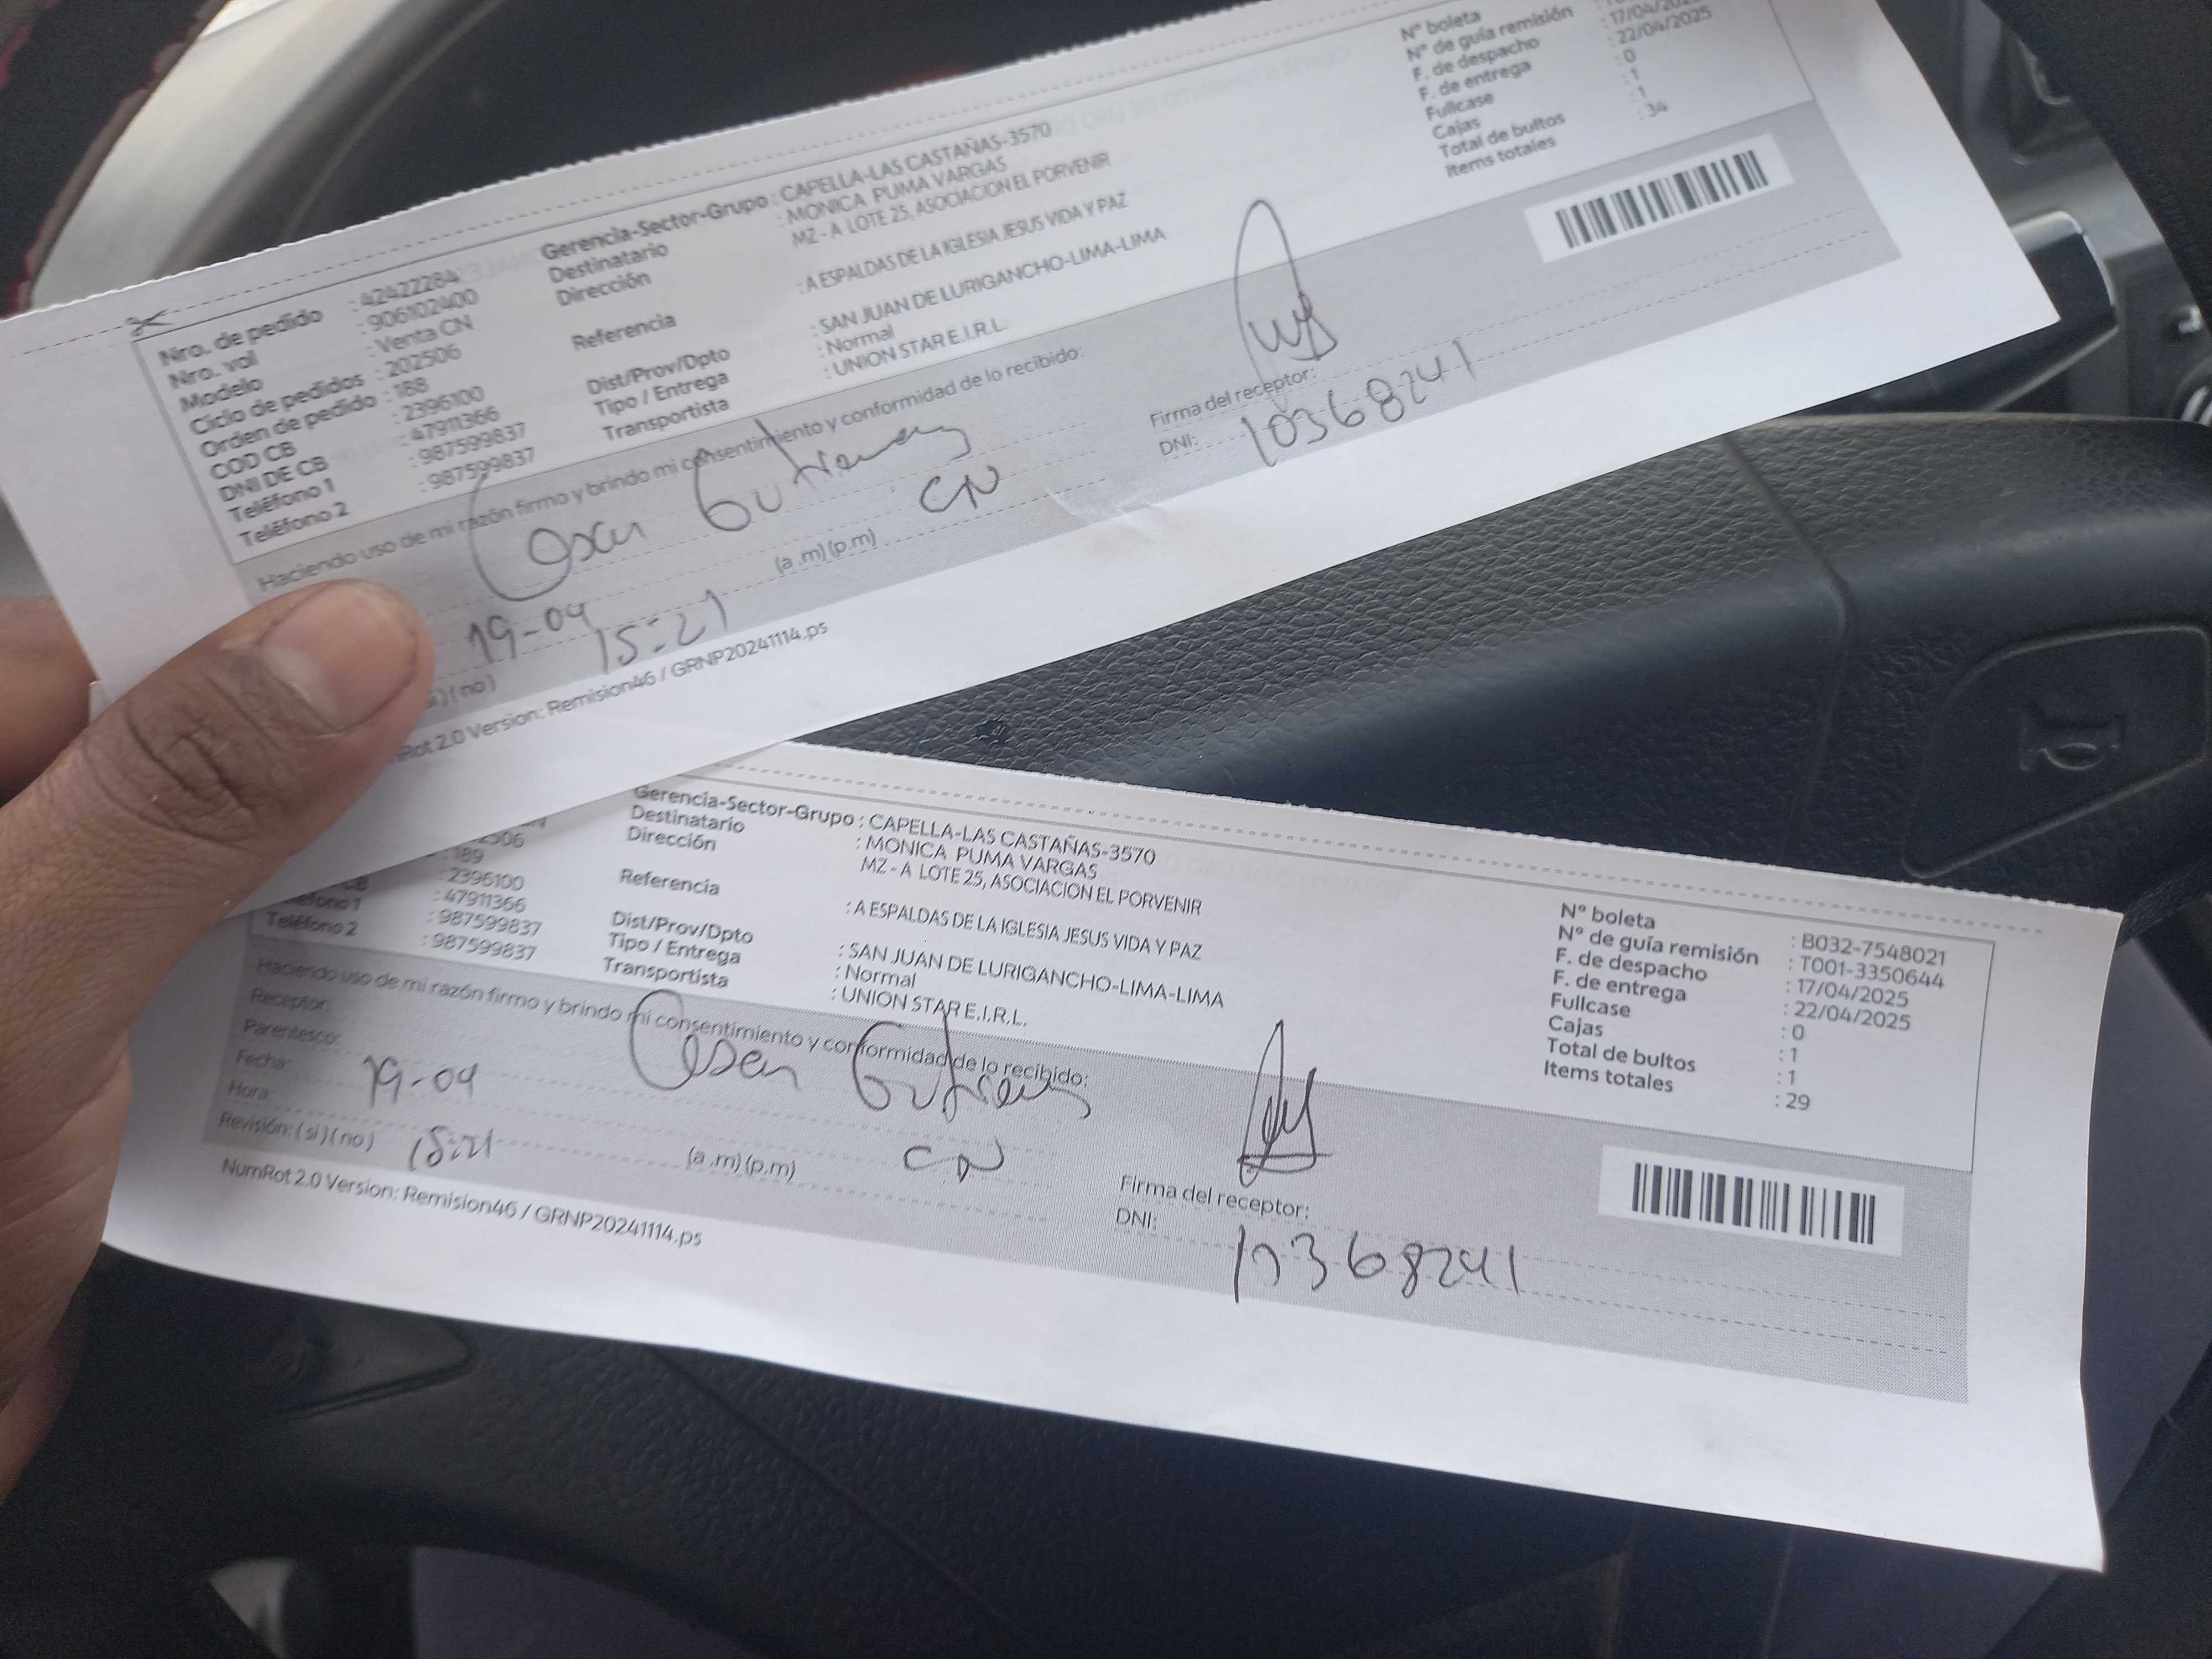 Nro. de pedido : 42422284
Nro. vol : 906102400
Modelo : Venta CN
Ciclo de pedidos : 202506
Orden de pedido : 188
COD CB : 2396100
DNI DE CB : 47911366
Teléfono 1 : 987599837
Teléfono 2 : 987599837
Gerencia-Sector-Grupo : CAPELLA-LAS CASTAÑAS-3570
Destinatario : MONICA PUMA VARGAS
Dirección MZ - A LOTE 25, ASOCIACION EL PORVENIR
Referencia : A ESPALDAS DE LA IGLESIA JESUS VIDA Y PAZ
Dist/Prov/Dpto : SAN JUAN DE LURIGANCHO-LIMA-LIMA
Tipo / Entrega : Normal
Transportista : UNION STAR E.I.R.L.
N° boleta
N° de guía remisión
F. de despacho : 17/04/2025
F. de entrega : 22/04/2025
Fullcase : 0
Cajas : 1
Total de bultos : 1
Items totales : 34
Haciendo uso de mi razón firmo y brindo mi consentimiento y conformidad de lo recibido:
Cesar Gutierrez
CN
19-04
15:21 (a .m) (p.m)
(no)
Firma del receptor:
DNI: 10368241
Rot 2.0 Version: Remision46 / GRNP20241114.ps
Gerencia-Sector-Grupo : CAPELLA-LAS CASTAÑAS-3570
Destinatario : MONICA PUMA VARGAS
Dirección MZ - A LOTE 25, ASOCIACION EL PORVENIR
Referencia : A ESPALDAS DE LA IGLESIA JESUS VIDA Y PAZ
Dist/Prov/Dpto : SAN JUAN DE LURIGANCHO-LIMA-LIMA
Tipo / Entrega : Normal
Transportista : UNION STAR E.I.R.L.
: 189
: 2396100
: 47911366
: 987599837
Teléfono 2 : 987599837
N° boleta : B032-7548021
N° de guía remisión : T001-3350644
F. de despacho : 17/04/2025
F. de entrega : 22/04/2025
Fullcase : 0
Cajas : 1
Total de bultos : 1
Items totales : 29
Haciendo uso de mi razón firmo y brindo mi consentimiento y conformidad de lo recibido:
Receptor: Cesar Gutierrez
Parentesco: CN
Fecha: 19-04
Hora: 15:21 (a .m) (p.m)
Revisión: ( si ) ( no )
Firma del receptor:
DNI: 10368241
NumRot 2.0 Version: Remision46 / GRNP20241114.ps